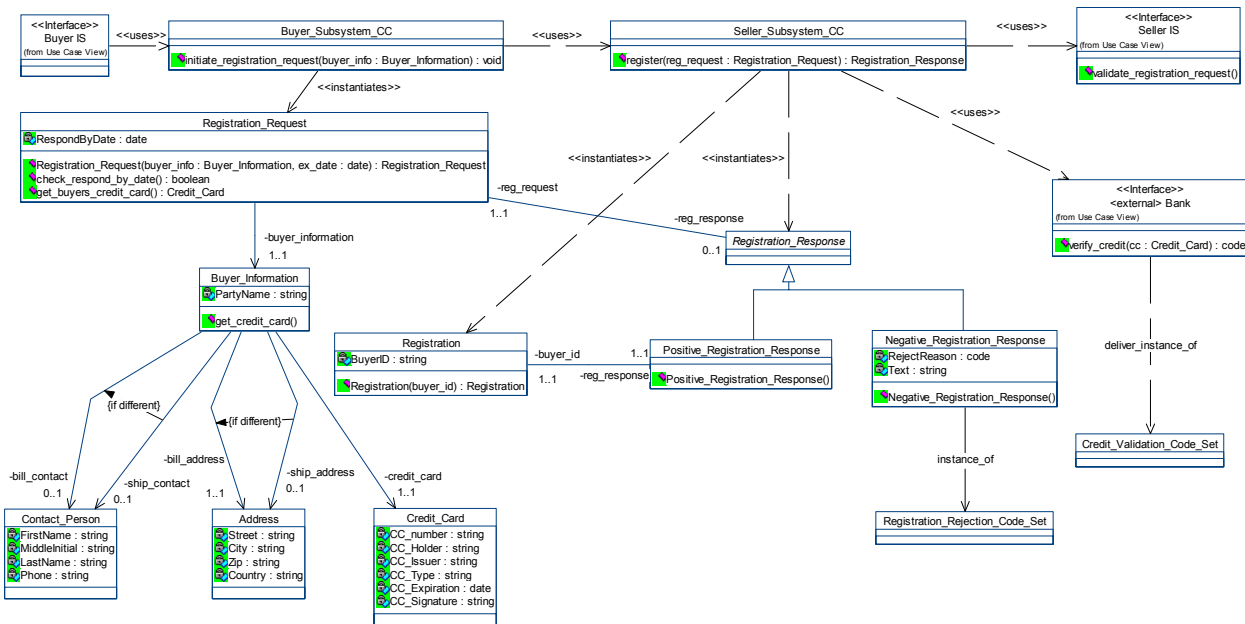 <<Interface>>
Buyer IS
(from Use Case View)
<<uses>>
Buyer_Subsystem_CC
initiate_registration_request(buyer_info : Buyer_Information) : void
<<uses>>
Seller_Subsystem_CC
register(reg_request : Registration_Request) : Registration_Response
<<uses>>
<<Interface>>
Seller IS
(from Use Case View)
validate_registration_request()
<<instantiates>>
<<uses>>
Registration_Request
RespondByDate : date
Registration_Request(buyer_info : Buyer_Information, ex_date : date) : Registration_Request
check_respond_by_date() : boolean
get_buyers_credit_card() : Credit_Card
<<instantiates>>
<<instantiates>>
-reg_request
1..1
-reg_response
0..1
Registration_Response
<<Interface>>
<external> Bank
(from Use Case View)
verify_credit(cc : Credit_Card) : code
-buyer_information
1..1
Buyer_Information
PartyName : string
get_credit_card()
Registration
BuyerID : string
Registration(buyer_id) : Registration
-buyer_id
1..1
1..1
-reg_response
Positive_Registration_Response
Positive_Registration_Response()
Negative_Registration_Response
RejectReason : code
Text : string
Negative_Registration_Response()
deliver_instance_of
{if different}
{if different}
Credit_Validation_Code_Set
instance_of
-bill_contact
0..1
-ship_contact
0..1
-bill_address
1..1
-ship_address
0..1
-credit_card
1..1
Contact_Person
FirstName : string
MiddleInitial : string
LastName : string
Phone : string
Address
Street : string
City : string
Zip : string
Country : string
Credit_Card
CC_number : string
CC_Holder : string
CC_Issuer : string
CC_Type : string
CC_Expiration : date
CC_Signature : string
Registration_Rejection_Code_Set